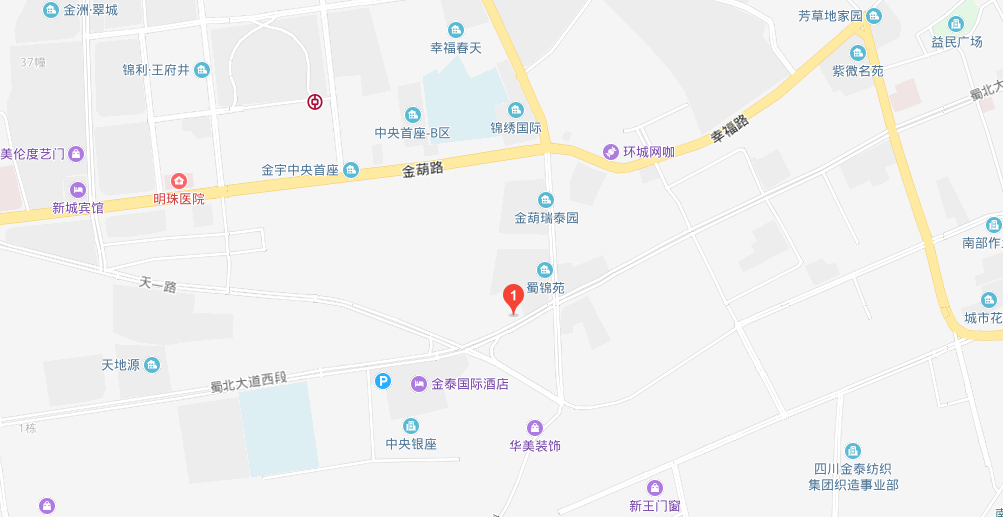 金洲·翠城
芳草地家园
幸福春天
益民广场
37幢
锦利·王府井
紫微名苑
蜀北大
中央首座-B区
锦绣国际
幸福路
美伦度艺门
环城网咖
金宇中央首座
金葫路
明珠医院
新城宾馆
金葫瑞泰园
南部作
天一路
蜀锦苑
1
城市花
天地源
蜀北大道西段
P
金泰国际酒店
1栋
中央银座
华美装饰
四川金泰纺织
集团织造事业部
新王门窗